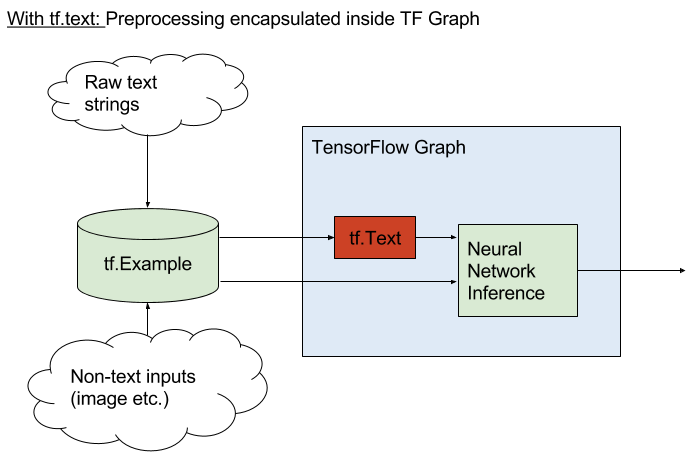 With tf.text: Preprocessing encapsulated inside TF Graph
Raw text
strings
TensorFlow Graph
tf.Text
tf.Example
Neural
Network
Inference
Non-text inputs
(image etc.)